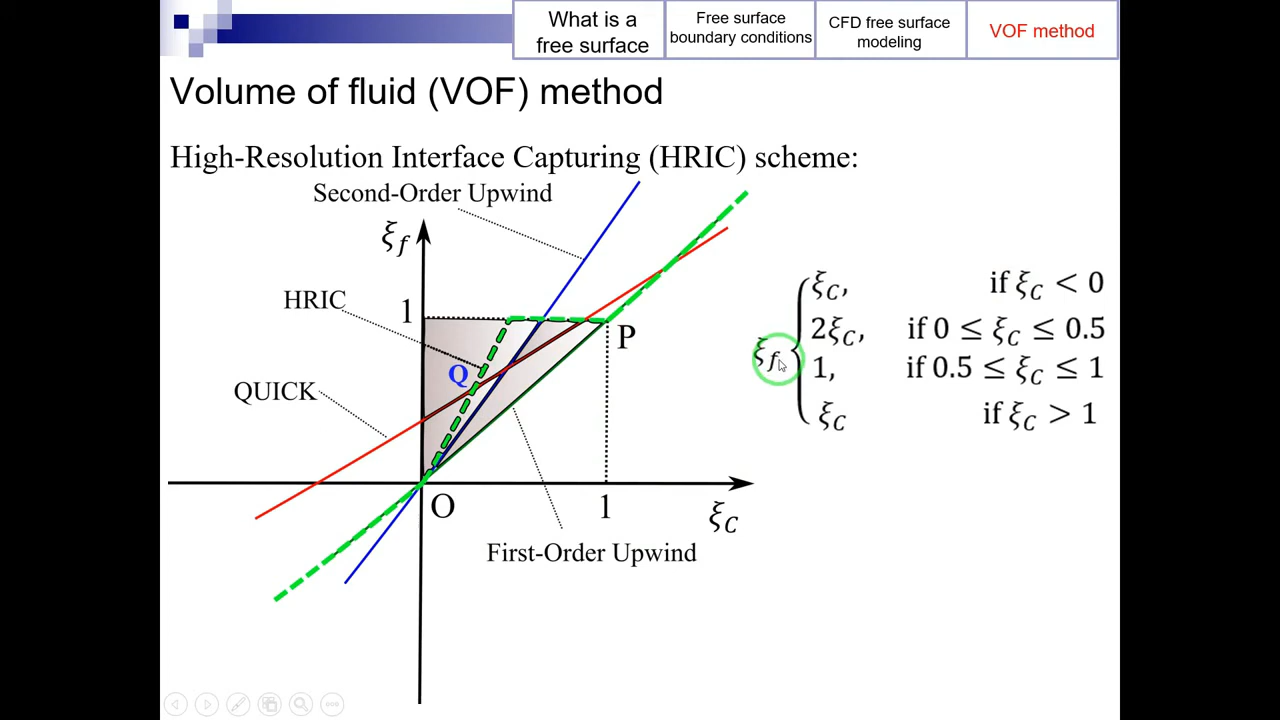 What is a
free surface
Free surface
boundary conditions
CFD free surface
modeling
VOF method
Volume of fluid (VOF) method
High-Resolution Interface Capturing (HRIC) scheme:
Second-Order Upwind
ξf
HRIC
1
P
Q
QUICK
O
1
ξC
First-Order Upwind
ξf
ξC, if ξC < 0
2ξC, if 0 ≤ ξC ≤ 0.5
1, if 0.5 ≤ ξC ≤ 1
ξC if ξC > 1